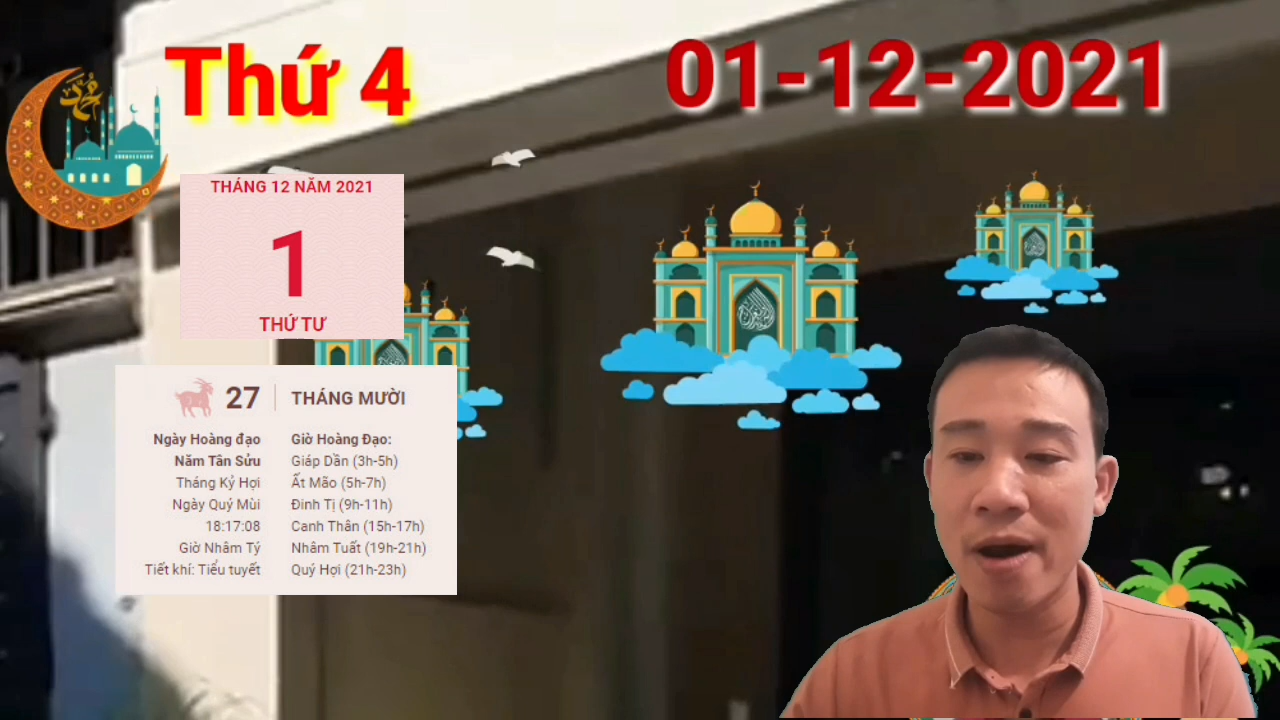 Thứ 4
01-12-2021
THÁNG 12 NĂM 2021
1
THỨ TƯ
27
THÁNG MƯỜI
Ngày Hoàng đạo
Năm Tân Sửu
Tháng Kỷ Hợi
Ngày Quý Mùi
18:17:08
Giờ Nhâm Tý
Tiết khí: Tiểu tuyết
Giờ Hoàng Đạo:
Giáp Dần (3h-5h)
Ất Mão (5h-7h)
Đinh Tị (9h-11h)
Canh Thân (15h-17h)
Nhâm Tuất (19h-21h)
Quý Hợi (21h-23h)